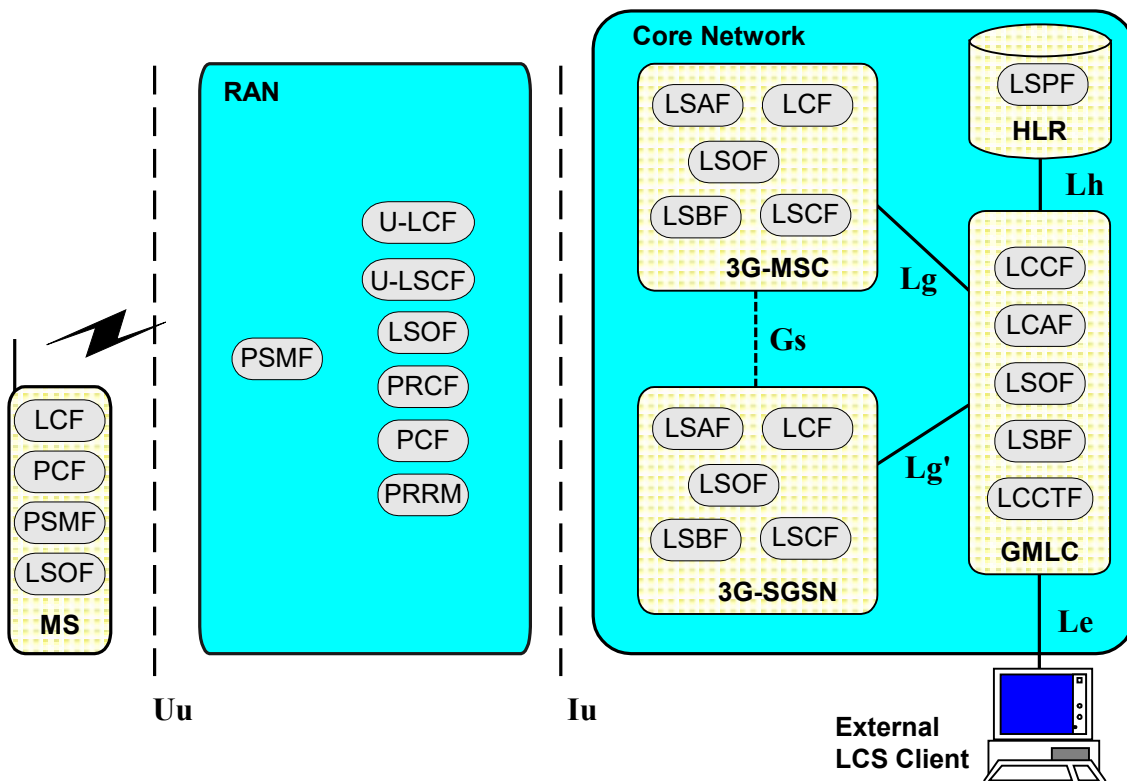 Core Network
RAN
LSPF
HLR
Lh
LSAF
LCF
LSOF
LSBF
LSCF
3G-MSC
Lg
Gs
U-LCF
U-LSCF
LSOF
PRCF
PCF
PRRM
PSMF
LCF
PCF
PSMF
LSOF
MS
LSAF
LCF
LSOF
LSBF
LSCF
3G-SGSN
Lg'
LCCF
LCAF
LSOF
LSBF
LCCTF
GMLC
Le
Uu
Iu
External
LCS Client